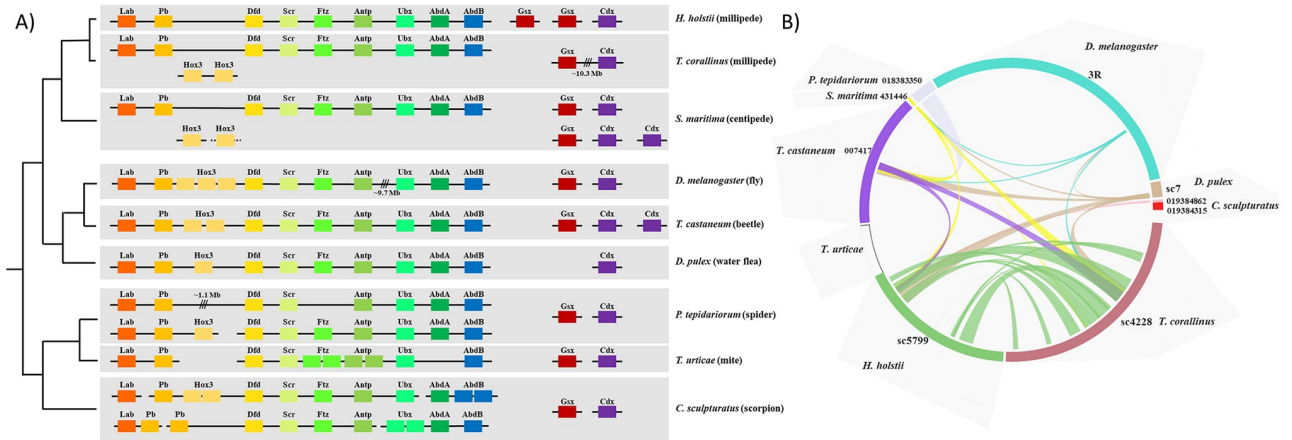 A)
Lab Pb Dfd Scr Ftz Antp Ubx AbdA AbdB Gsx Gsx Cdx H. holstii (millipede)
Lab Pb Dfd Scr Ftz Antp Ubx AbdA AbdB
Gsx Cdx T. corallinus (millipede)
Hox3 Hox3 ~10.3 Mb
Lab Pb Dfd Scr Ftz Antp Ubx AbdA AbdB
S. maritima (centipede)
Hox3 Hox3 Gsx Cdx Cdx
Lab Pb Hox3 Dfd Scr Ftz Antp Ubx AbdA AbdB Gsx Cdx D. melanogaster (fly)
~9.7 Mb
Lab Pb Hox3 Dfd Scr Ftz Antp Ubx AbdA AbdB Gsx Cdx Cdx T. castaneum (beetle)
Lab Pb Hox3 Dfd Scr Ftz Antp Ubx AbdA AbdB Cdx D. pulex (water flea)
Lab Pb ~1.1 Mb Dfd Scr Antp Ubx AbdA AbdB
Gsx Cdx P. tepidariorum (spider)
Lab Pb Hox3 Dfd Scr Ftz Antp Ubx AbdA AbdB
Lab Pb Dfd Scr Ftz Antp Ubx AbdB Gsx Cdx T. urticae (mite)
Lab Pb Hox3 Dfd Scr Ftz Antp Ubx AbdA AbdB
Gsx Cdx C. sculpturatus (scorpion)
Lab Pb Pb Dfd Scr Ftz Antp Ubx AbdA AbdB
B)
D. melanogaster
3R
P. tepidariorum 018383350
S. maritima 431446
T. castaneum 007417
D. pulex
sc7
019384862 C. sculpturatus
019384315
T. urticae
sc4228 T. corallinus
sc5799
H. holstii